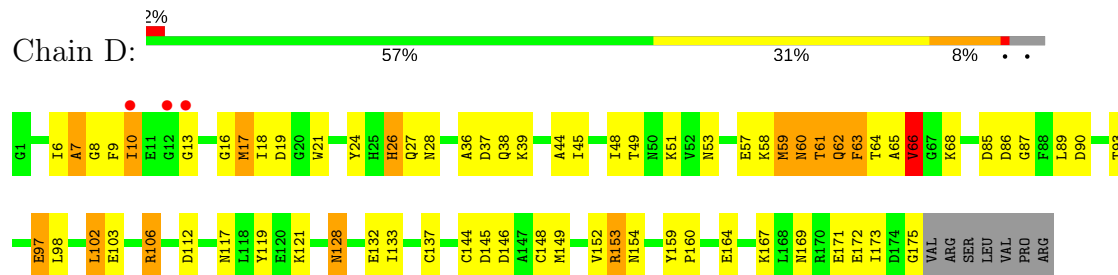 2%
Chain D:
57% 31% 8% • •
G1 I6 A7 G8 F9 I10 E11 G12 G13 G16 M17 I18 D19 G20 W21 Y24 H25 H26 Q27 N28 A36 D37 Q38 K39 A44 I45 I48 T49 N50 K51 V52 N53 E57 K58 M59 N60 T61 Q62 F63 T64 A65 V66 G67 K68 D85 D86 G87 F88 L89 D90 T93
E97 L98 L102 E103 R106 D112 N117 L118 Y119 E120 K121 N128 E132 I133 C137 C144 D145 D146 A147 C148 M149 V152 R153 N154 Y159 P160 E164 K167 L168 N169 R170 E171 E172 I173 D174 G175 VAL ARG SER LEU VAL PRO ARG